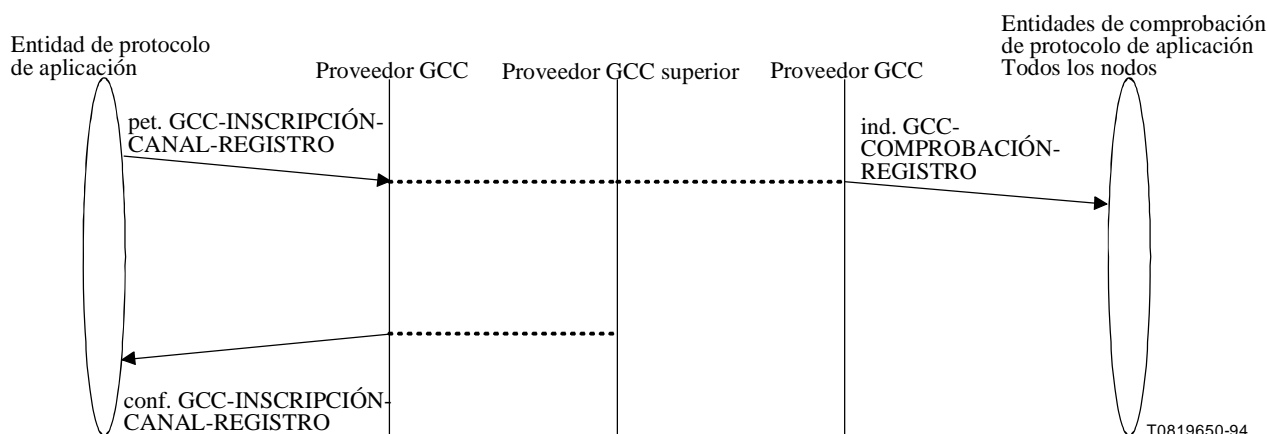 Entidad de protocolo
de aplicación
Proveedor GCC
Proveedor GCC superior
Proveedor GCC
Entidades de comprobación
de protocolo de aplicación
Todos los nodos
pet. GCC-INSCRIPCIÓN-
CANAL-REGISTRO
ind. GCC-
COMPROBACIÓN-
REGISTRO
conf. GCC-INSCRIPCIÓN-
CANAL-REGISTRO
T0819650-94